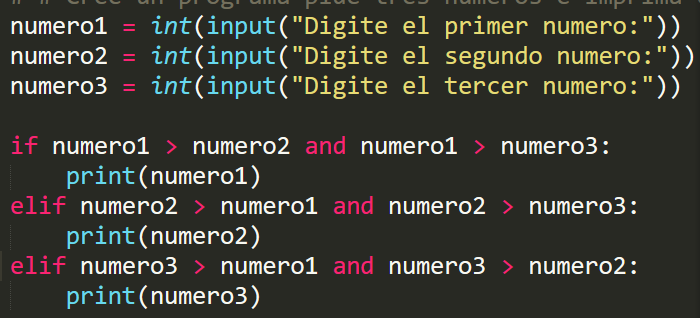 # # Cree un programa pide tres numeros e imprima
numero1 = int(input("Digite el primer numero:"))
numero2 = int(input("Digite el segundo numero:"))
numero3 = int(input("Digite el tercer numero:"))
if numero1 > numero2 and numero1 > numero3:
    print(numero1)
elif numero2 > numero1 and numero2 > numero3:
    print(numero2)
elif numero3 > numero1 and numero3 > numero2:
    print(numero3)